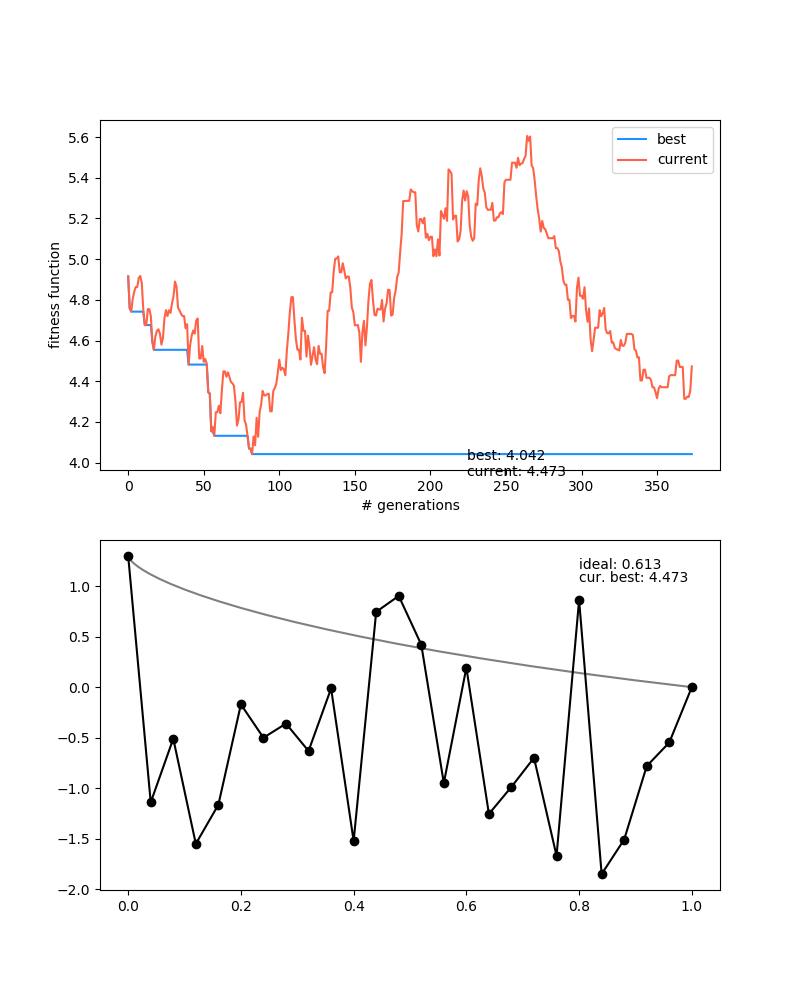 best
current
fitness function
5.6
5.4
5.2
5.0
4.8
4.6
4.4
4.2
4.0
best: 4.042
current: 4.473
0 50 100 150 200 250 300 350
# generations
ideal: 0.613
cur. best: 4.473
1.0
0.5
0.0
−0.5
−1.0
−1.5
−2.0
0.0 0.2 0.4 0.6 0.8 1.0